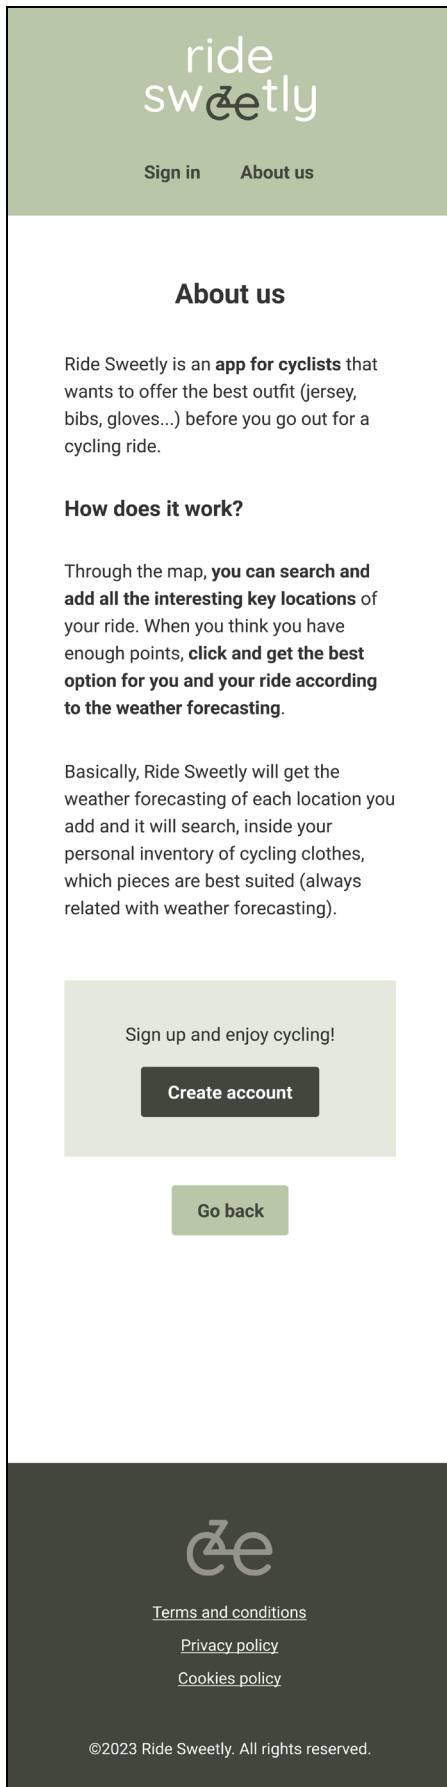 ride
sweetly
Sign in About us
About us
Ride Sweetly is an app for cyclists that
wants to offer the best outfit (jersey,
bibs, gloves...) before you go out for a
cycling ride.
How does it work?
Through the map, you can search and
add all the interesting key locations of
your ride. When you think you have
enough points, click and get the best
option for you and your ride according
to the weather forecasting.
Basically, Ride Sweetly will get the
weather forecasting of each location you
add and it will search, inside your
personal inventory of cycling clothes,
which pieces are best suited (always
related with weather forecasting).
Sign up and enjoy cycling!
Create account
Go back
Terms and conditions
Privacy policy
Cookies policy
©2023 Ride Sweetly. All rights reserved.